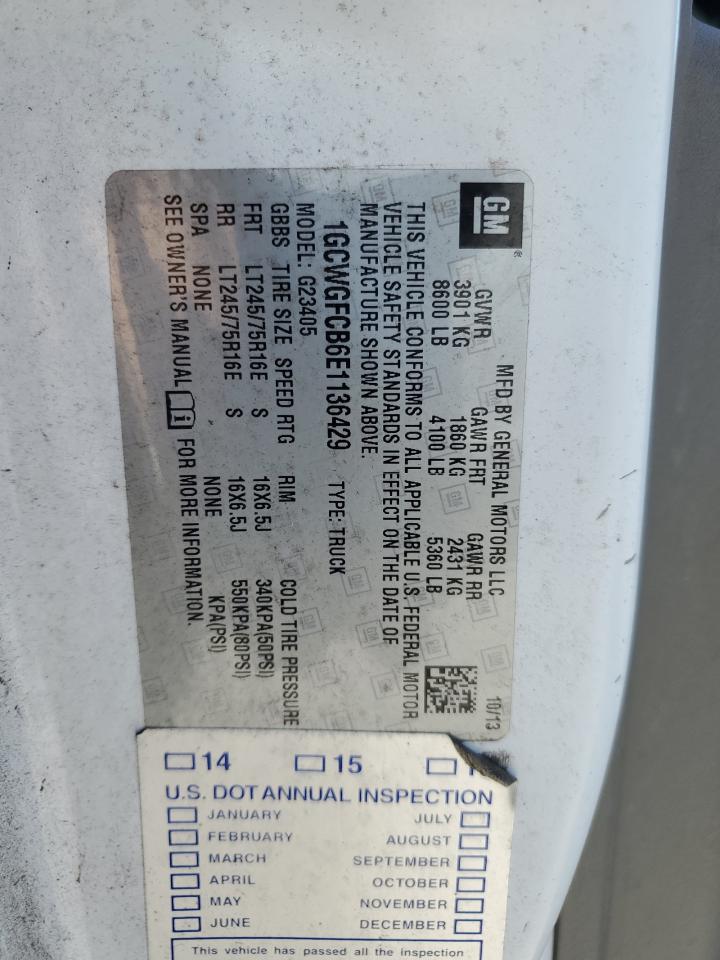 GM ®
MFD BY GENERAL MOTORS LLC 10/13
GVWR GAWR FRT GAWR RR
3901 KG 1860 KG 2431 KG
8600 LB 4100 LB 5360 LB
THIS VEHICLE CONFORMS TO ALL APPLICABLE U.S. FEDERAL MOTOR
VEHICLE SAFETY STANDARDS IN EFFECT ON THE DATE OF
MANUFACTURE SHOWN ABOVE.
1GCWGFCB6E1136429 TYPE: TRUCK
MODEL: G23405
GBBS TIRE SIZE SPEED RTG RIM COLD TIRE PRESSURE
FRT LT245/75R16E S 16X6.5J 340KPA(50PSI)
RR LT245/75R16E S 16X6.5J 550KPA(80PSI)
SPA NONE NONE KPA(PSI)
SEE OWNER'S MANUAL FOR MORE INFORMATION.
14 15
U.S. DOT ANNUAL INSPECTION
JANUARY JULY
FEBRUARY AUGUST
MARCH SEPTEMBER
APRIL OCTOBER
MAY NOVEMBER
JUNE DECEMBER
This vehicle has passed all the inspection